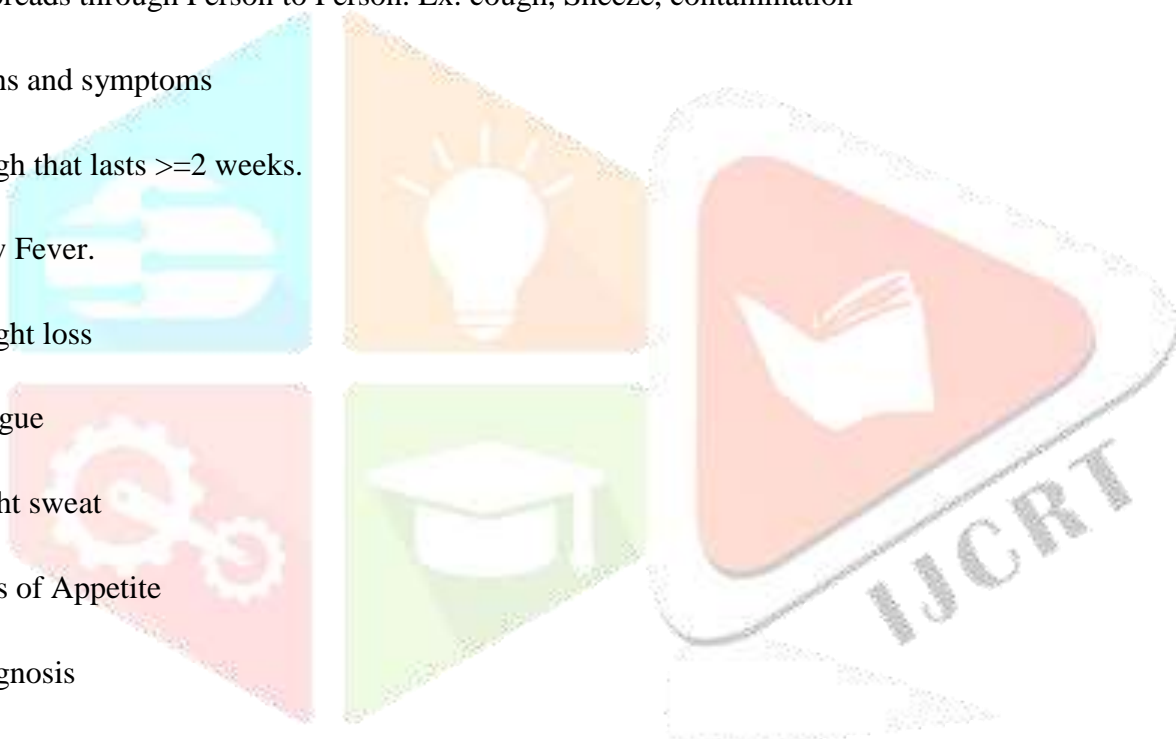 reads through Person to Person. Ex. cough, Sneeze, contamination
ns and symptoms
gh that lasts >=2 weeks.
y Fever.
ght loss
gue
ht sweat
s of Appetite
gnosis
IJCRT